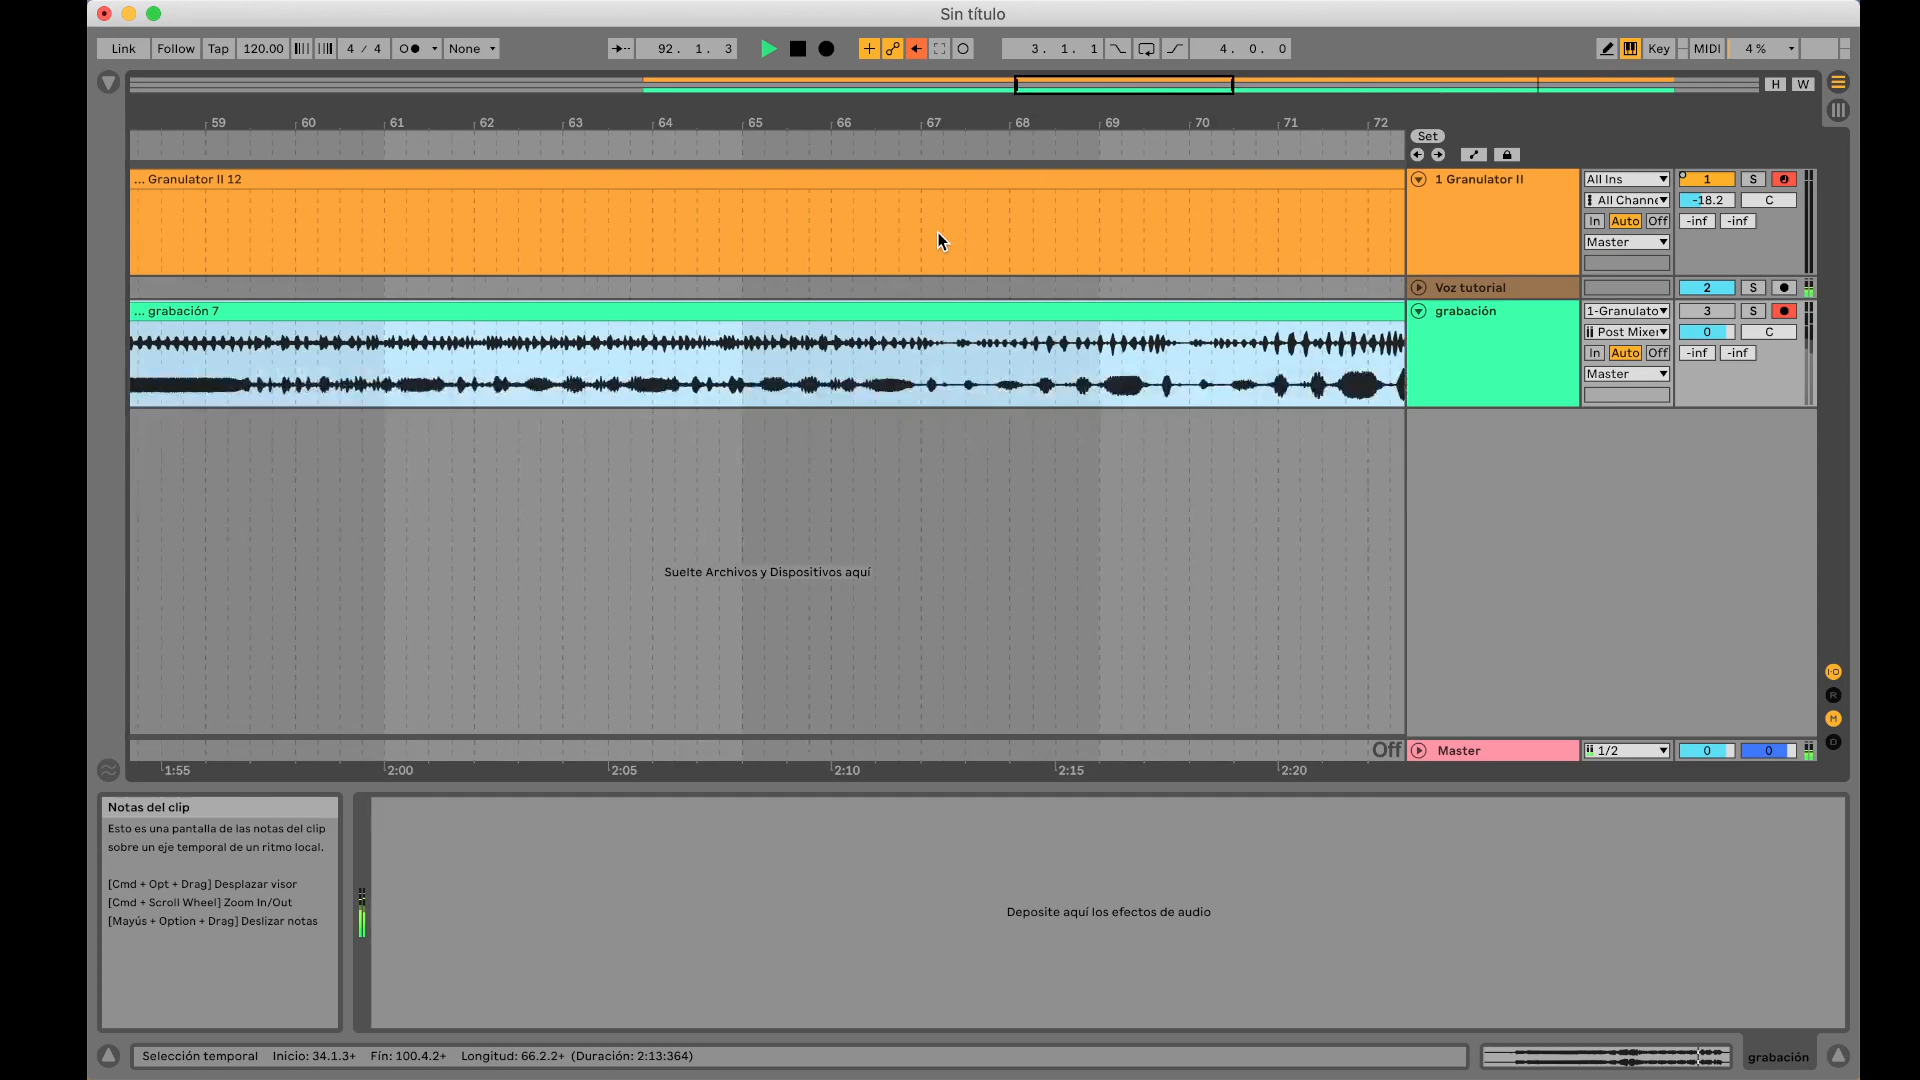 Sin título
Link Follow Tap 120.00 4 / 4 None 92. 1. 3 3. 1. 1 4. 0. 0 Key MIDI 4 %
H W
59 60 61 62 63 64 65 66 67 68 69 70 71 72
Set
... Granulator II 12
1 Granulator II All Ins 1 S
All Channe -18.2 C
In Auto Off -inf -inf
Master
Voz tutorial 2 S
... grabación 7
grabación 1-Granulato 3 S
Post Mixer 0 C
In Auto Off -inf -inf
Master
Suelte Archivos y Dispositivos aquí
I·O
R
M
D
Off Master 1/2 0 0
1:55 2:00 2:05 2:10 2:15 2:20
Notas del clip
Esto es una pantalla de las notas del clip
sobre un eje temporal de un ritmo local.
[Cmd + Opt + Drag] Desplazar visor
[Cmd + Scroll Wheel] Zoom In/Out
[Mayús + Option + Drag] Deslizar notas
Deposite aquí los efectos de audio
Selección temporal Inicio: 34.1.3+ Fín: 100.4.2+ Longitud: 66.2.2+ (Duración: 2:13:364)
grabación